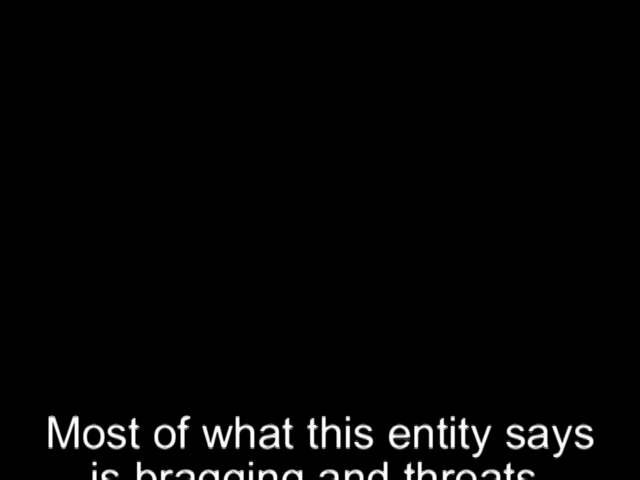 Most of what this entity says
is bragging and threats